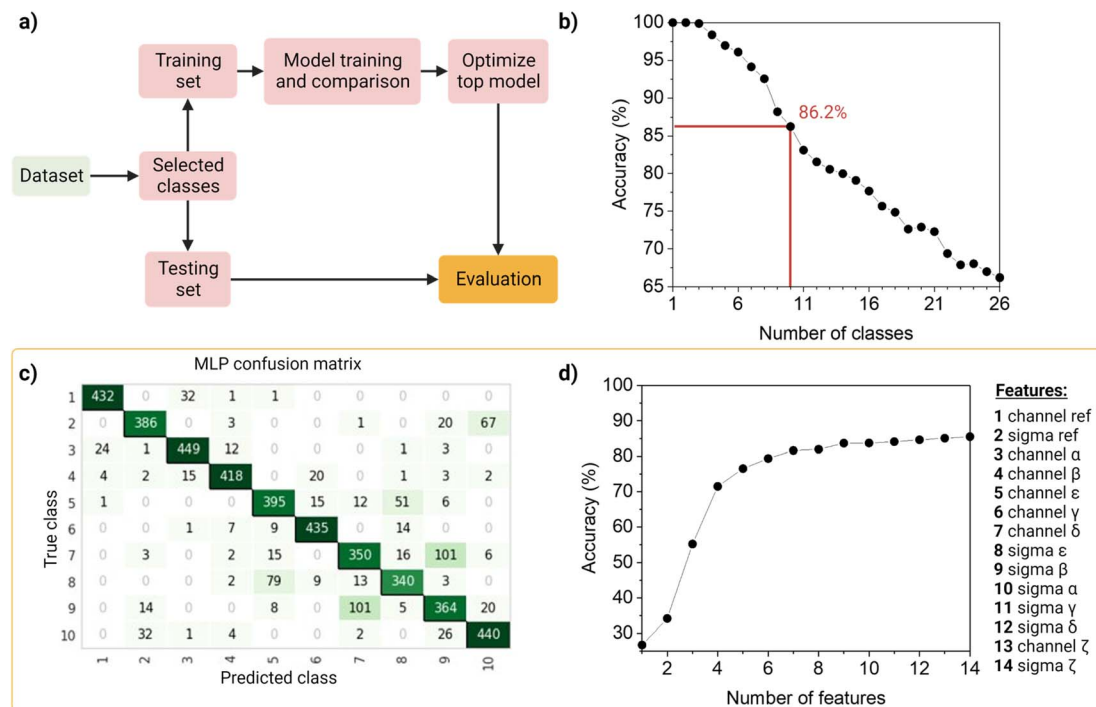 a)
Training
set
Model training
and comparison
Optimize
top model
Dataset
Selected
classes
Testing
set
Evaluation
b)
100
95
90
85
80
75
70
65
Accuracy (%)
86.2%
1 6 11 16 21 26
Number of classes
c)
MLP confusion matrix
True class
1 432 0 32 1 1 0 0 0 0 0
2 0 386 0 3 0 0 1 0 20 67
3 24 1 449 12 0 0 0 1 3 0
4 4 2 15 418 0 20 0 1 3 2
5 1 0 0 0 395 15 12 51 6 0
6 0 0 1 7 9 435 0 14 0 0
7 0 3 0 2 15 0 350 16 101 6
8 0 0 0 2 79 9 13 340 3 0
9 0 14 0 0 8 0 101 5 364 20
10 0 32 1 4 0 0 2 0 26 440
1 2 3 4 5 6 7 8 9 10
Predicted class
d)
100
90
80
70
60
50
40
30
Accuracy (%)
2 4 6 8 10 12 14
Number of features
Features:
1 channel ref
2 sigma ref
3 channel α
4 channel β
5 channel ε
6 channel γ
7 channel δ
8 sigma ε
9 sigma β
10 sigma α
11 sigma γ
12 sigma δ
13 channel ζ
14 sigma ζ